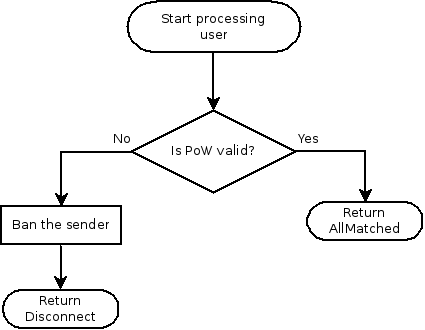 Start processing
user
Is PoW valid?
No
Yes
Ban the sender
Return
AllMatched
Return
Disconnect